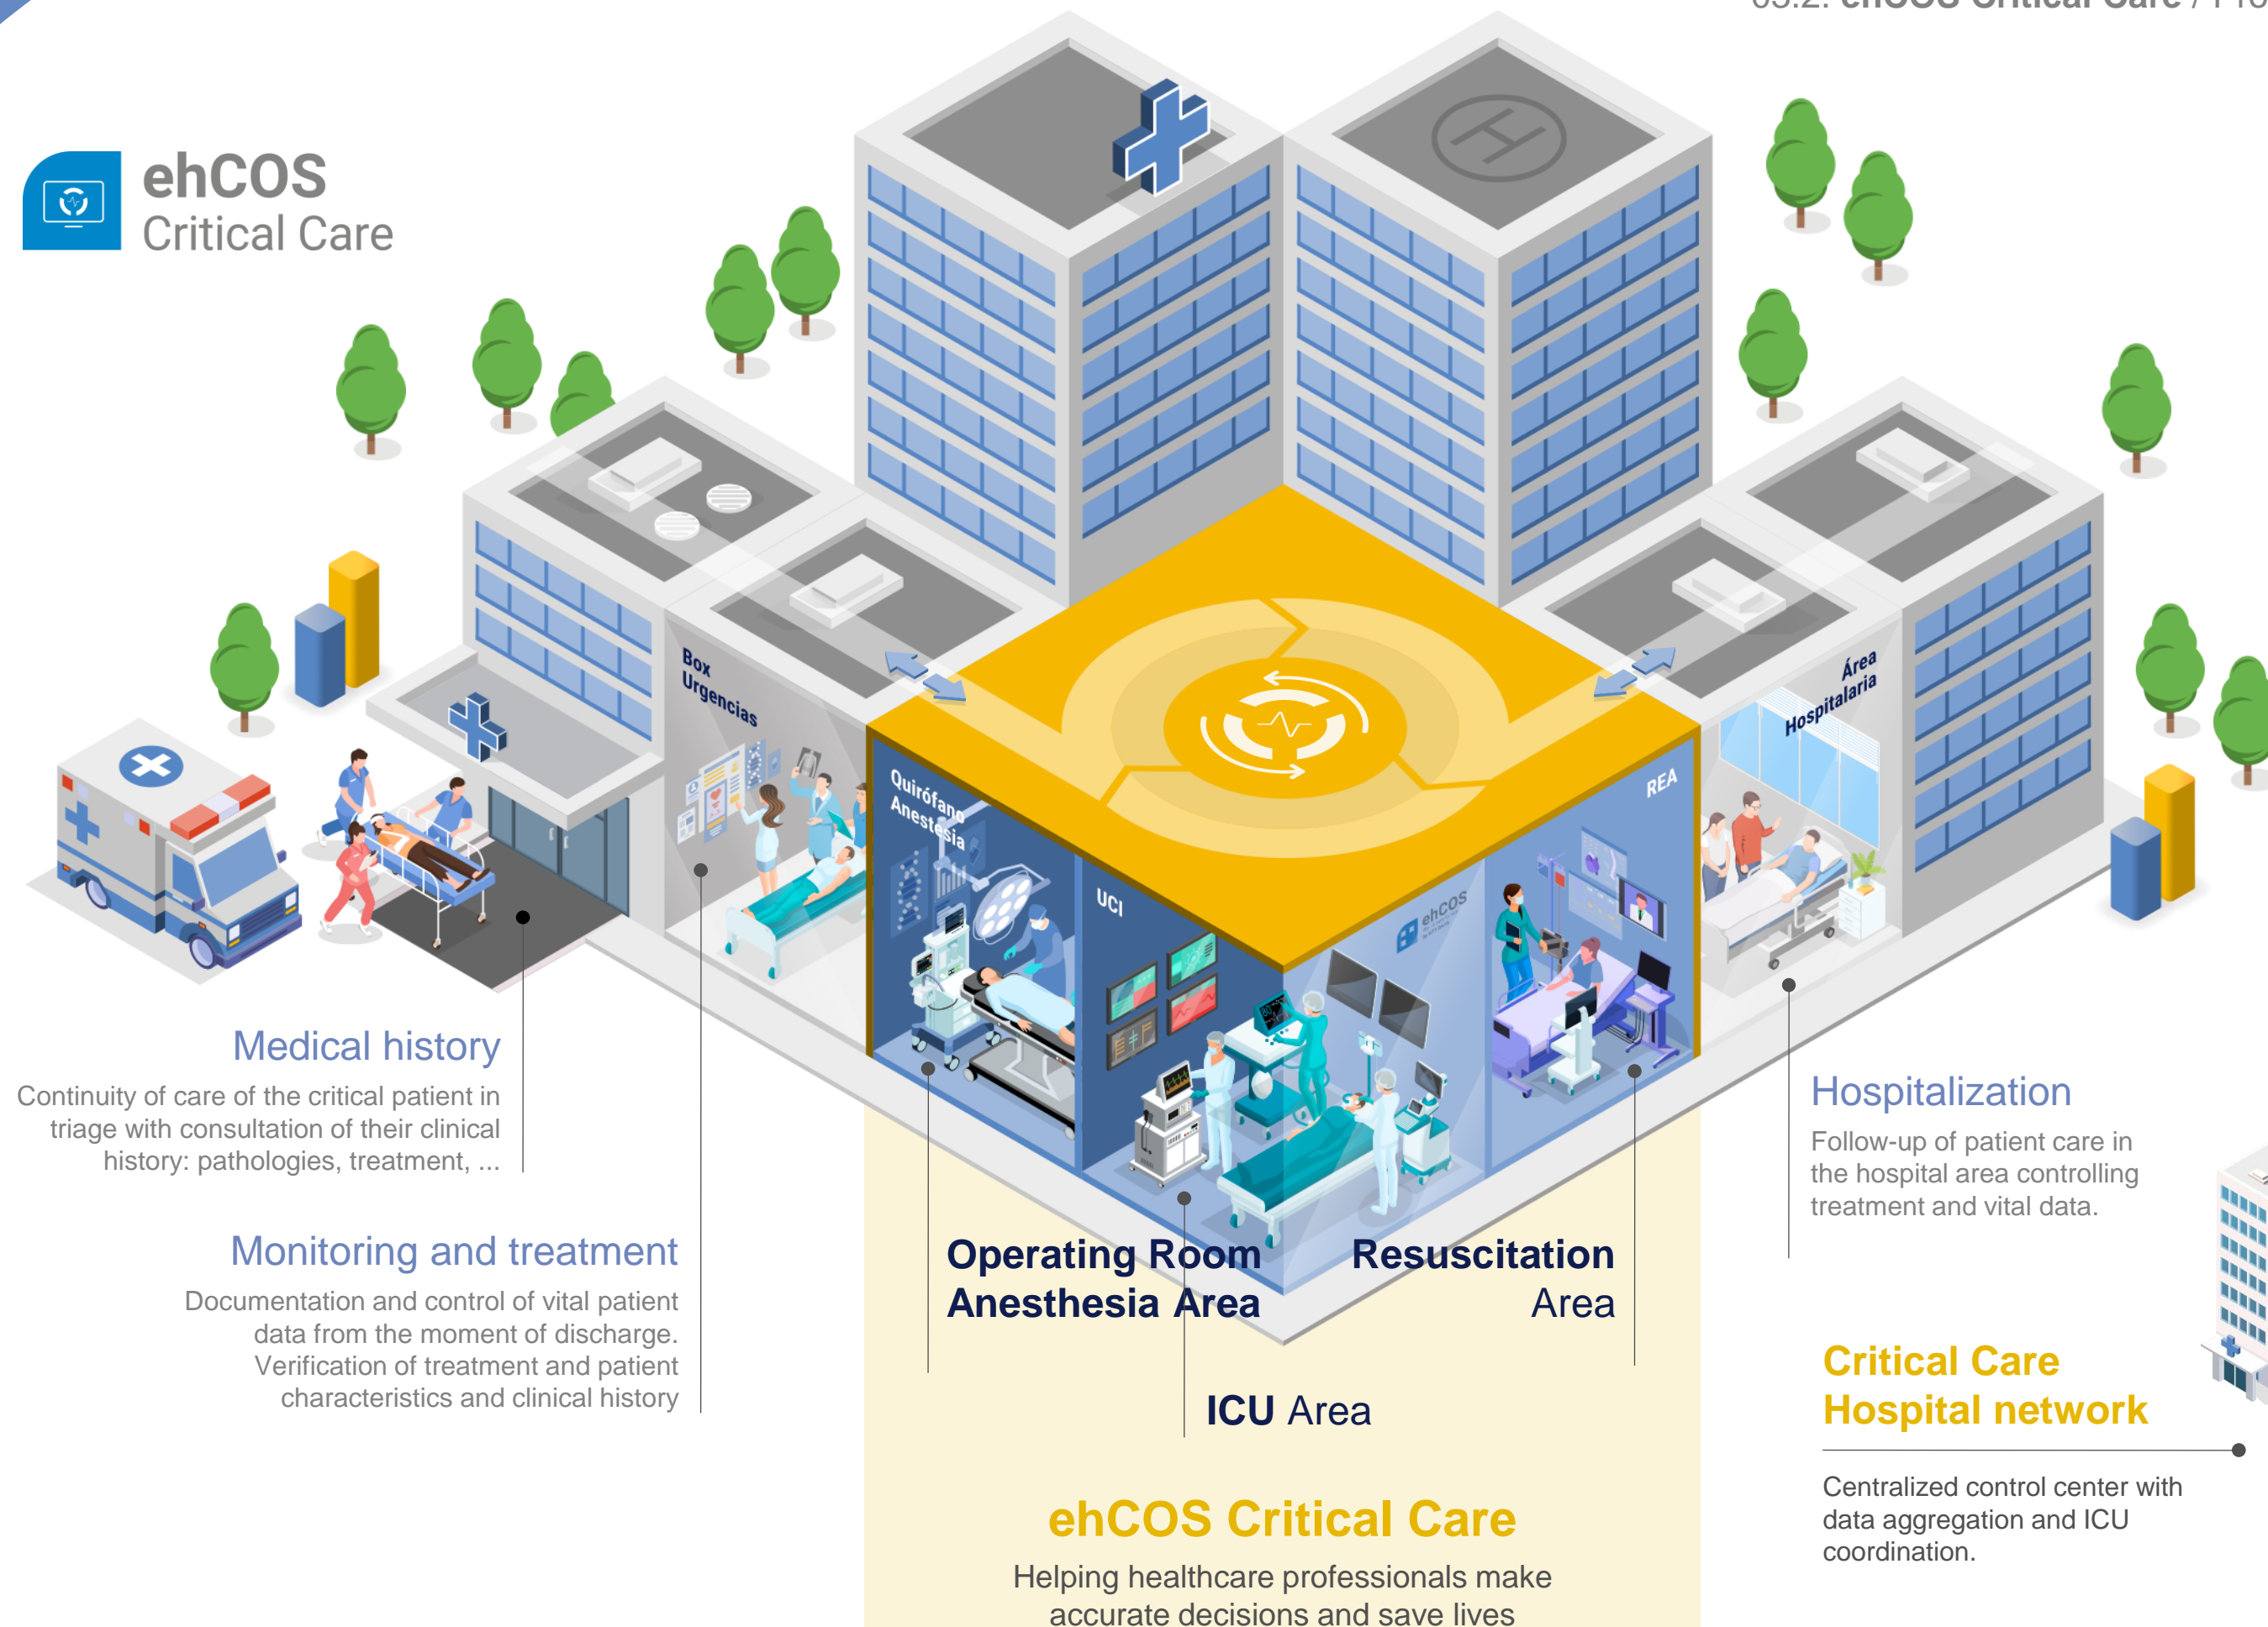 03.2. ehCOS Critical Care /
ehCOS
Critical Care
H
Box
Urgencias
Área
Hospitalaria
Quirófano
Anestesia
REA
UCI
ehCOS
Medical history
Continuity of care of the critical patient in
triage with consultation of their clinical
history: pathologies, treatment, ...
Monitoring and treatment
Documentation and control of vital patient
data from the moment of discharge.
Verification of treatment and patient
characteristics and clinical history
Operating Room
Anesthesia Area
Resuscitation
Area
ICU Area
ehCOS Critical Care
Helping healthcare professionals make
accurate decisions and save lives
Hospitalization
Follow-up of patient care in
the hospital area controlling
treatment and vital data.
Critical Care
Hospital network
Centralized control center with
data aggregation and ICU
coordination.